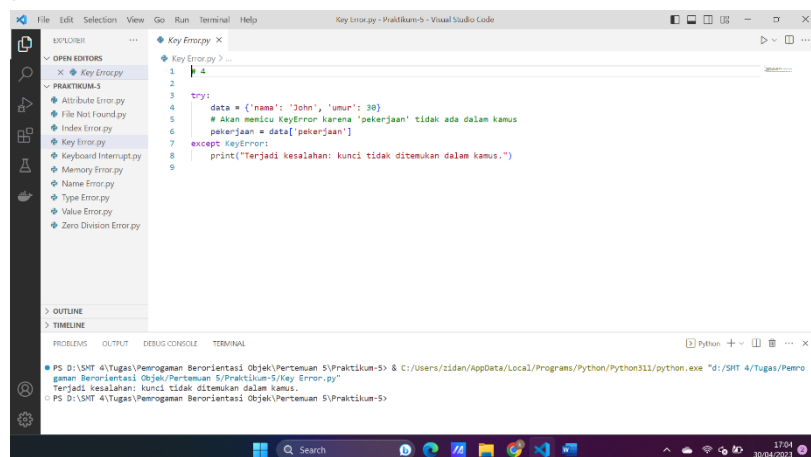 File Edit Selection View Go Run Terminal Help
Key Error.py - Praktikum-5 - Visual Studio Code
EXPLORER
Key Error.py
OPEN EDITORS
Key Error.py > ...
Key Error.py
1 # 4
PRAKTIKUM-5
2
Attribute Error.py
3 try:
File Not Found.py
4 data = {'nama': 'John', 'umur': 30}
Index Error.py
5 # Akan memicu KeyError karena 'pekerjaan' tidak ada dalam kamus
Key Error.py
6 pekerjaan = data['pekerjaan']
Keyboard Interrupt.py
7 except KeyError:
Memory Error.py
8 print("Terjadi kesalahan: kunci tidak ditemukan dalam kamus.")
Name Error.py
9
Type Error.py
Value Error.py
Zero Division Error.py
OUTLINE
TIMELINE
PROBLEMS OUTPUT DEBUG CONSOLE TERMINAL
Python
PS D:\SMT 4\Tugas\Pemrogaman Berorientasi Objek\Pertemuan 5\Praktikum-5> & C:/Users/zidan/AppData/Local/Programs/Python/Python311/python.exe "d:/SMT 4/Tugas/Pemro
gaman Berorientasi Objek/Pertemuan 5/Praktikum-5/Key Error.py"
Terjadi kesalahan: kunci tidak ditemukan dalam kamus.
PS D:\SMT 4\Tugas\Pemrogaman Berorientasi Objek\Pertemuan 5\Praktikum-5>
Search
17:04
30/04/2023